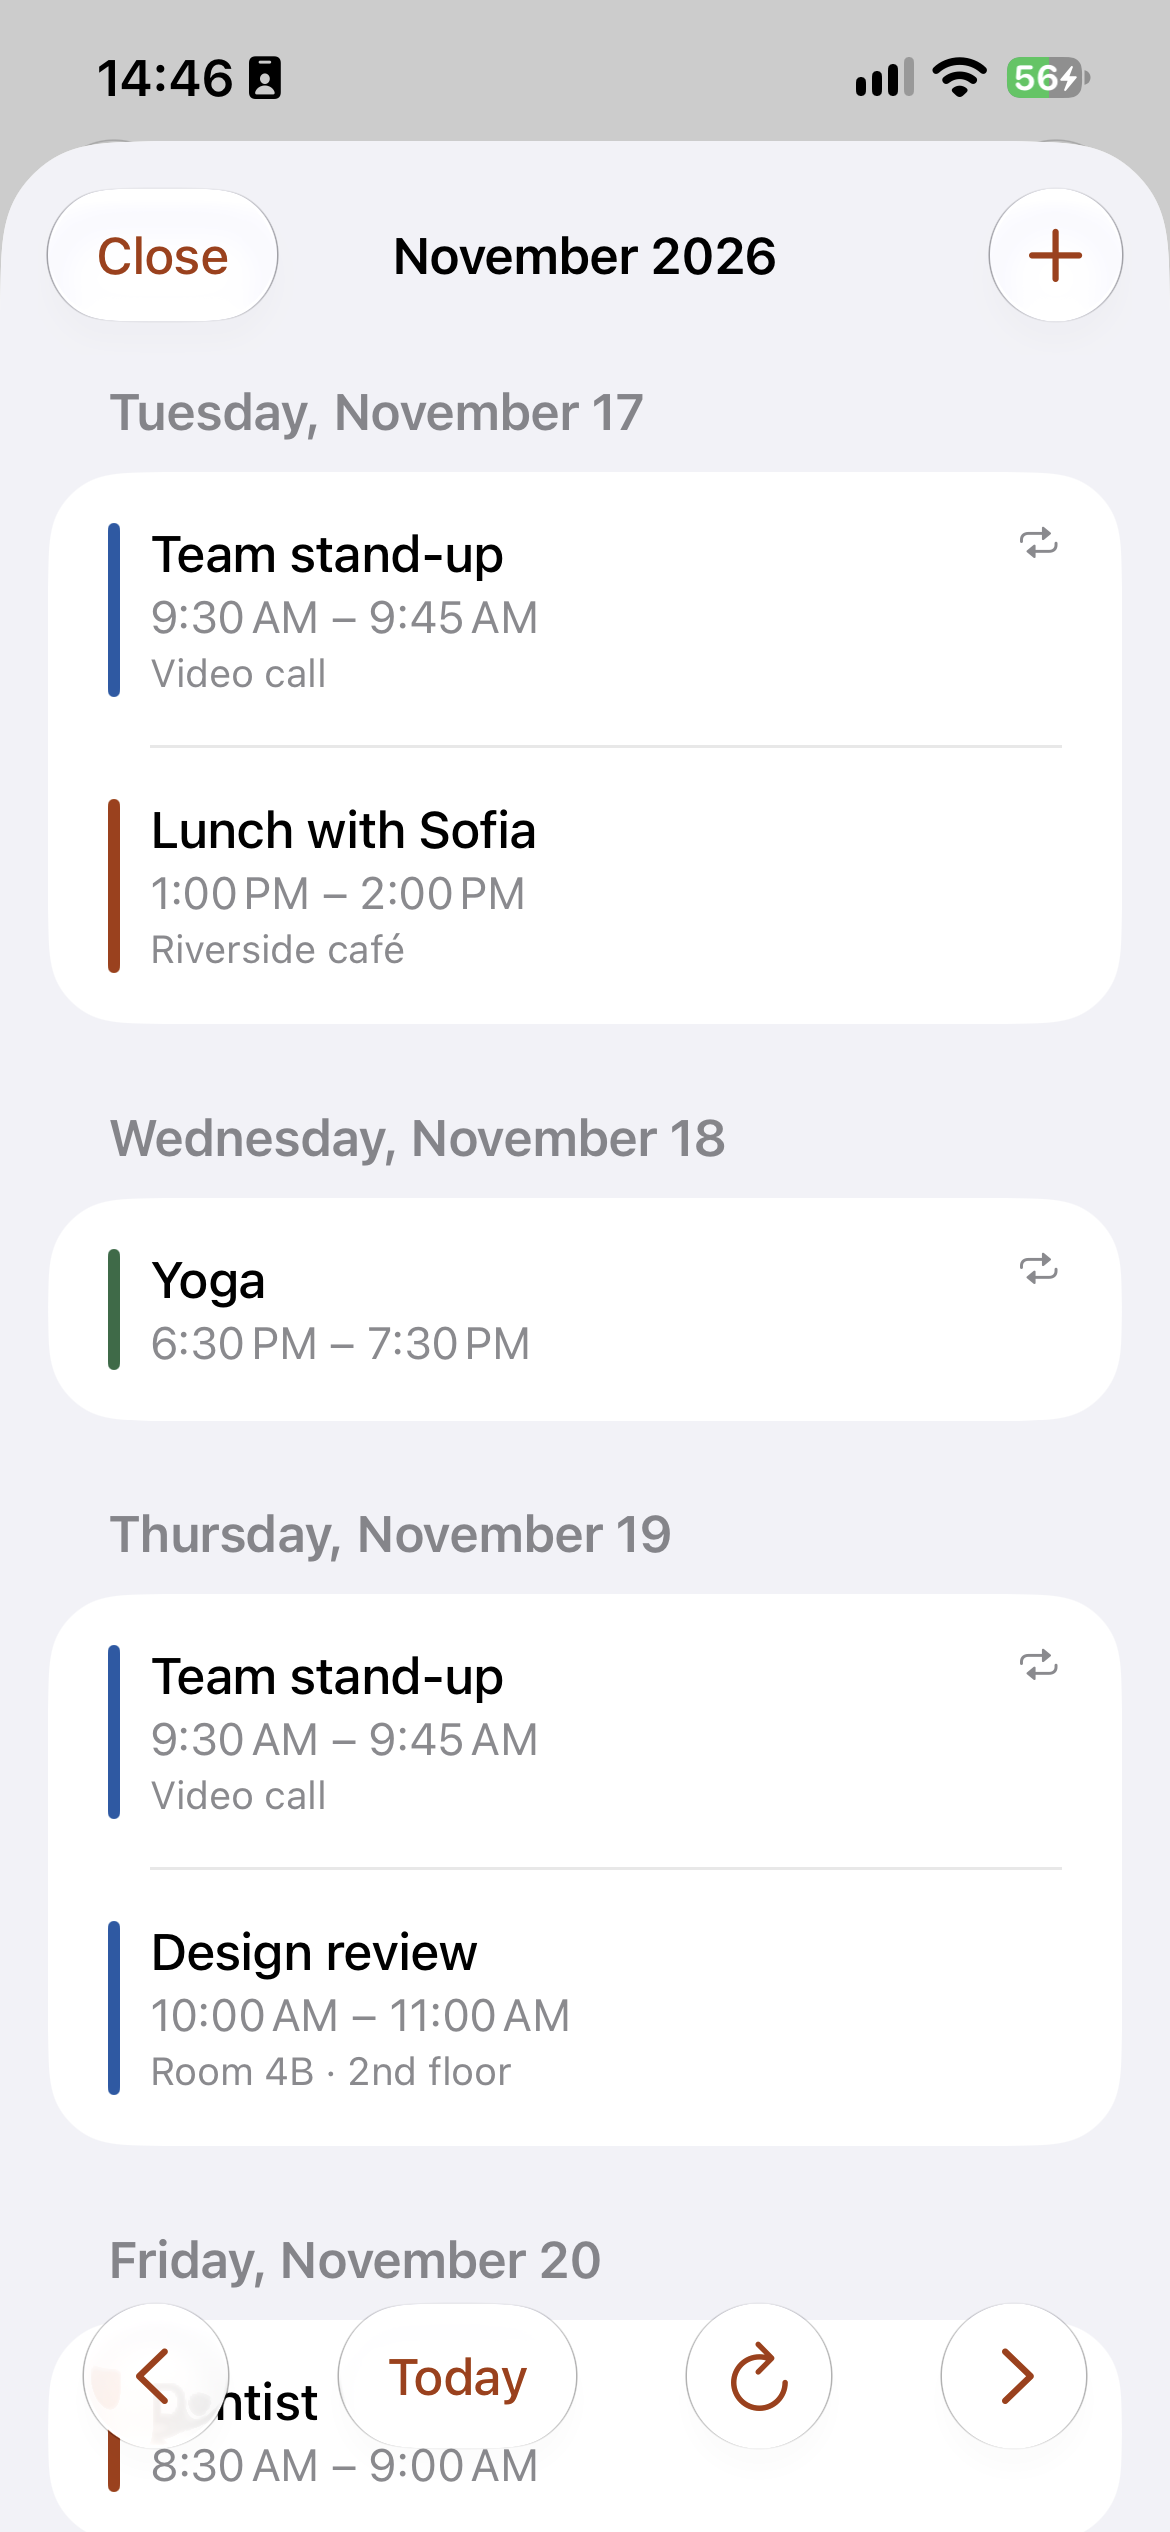 14:46
56
Close
November 2026
Tuesday, November 17
Team stand-up
9:30 AM – 9:45 AM
Video call
Lunch with Sofia
1:00 PM – 2:00 PM
Riverside café
Wednesday, November 18
Yoga
6:30 PM – 7:30 PM
Thursday, November 19
Team stand-up
9:30 AM – 9:45 AM
Video call
Design review
10:00 AM – 11:00 AM
Room 4B · 2nd floor
Friday, November 20
Today
8:30 AM – 9:00 AM